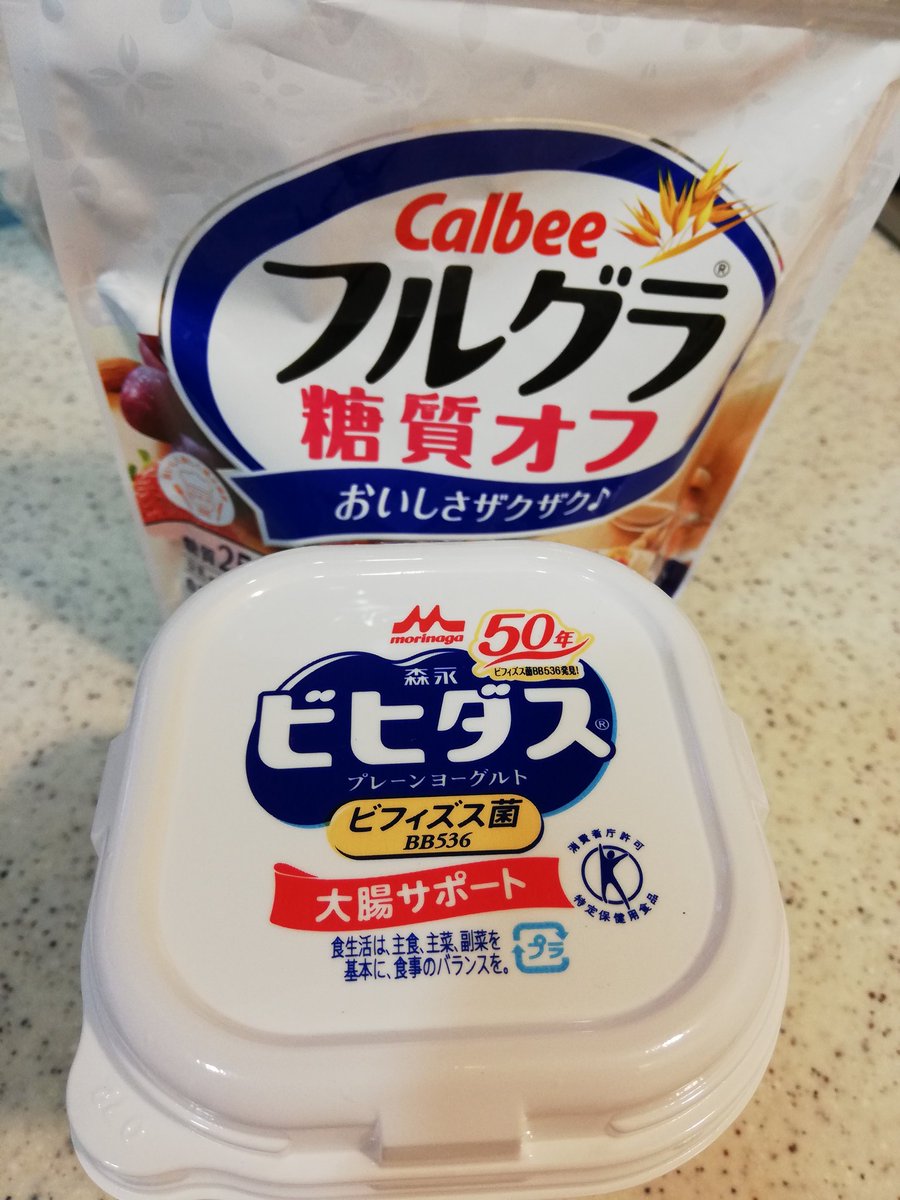 Calbee
フルグラ®
糖質オフ
おいしさザクザク♪
糖質25
morinaga
50年
ビフィズス菌BB536発見!
森永
ビヒダス®
プレーンヨーグルト
ビフィズス菌
BB536
大腸サポート
消費者庁許可
特定保健用食品
食生活は、主食、主菜、副菜を
基本に、食事のバランスを。
プラ